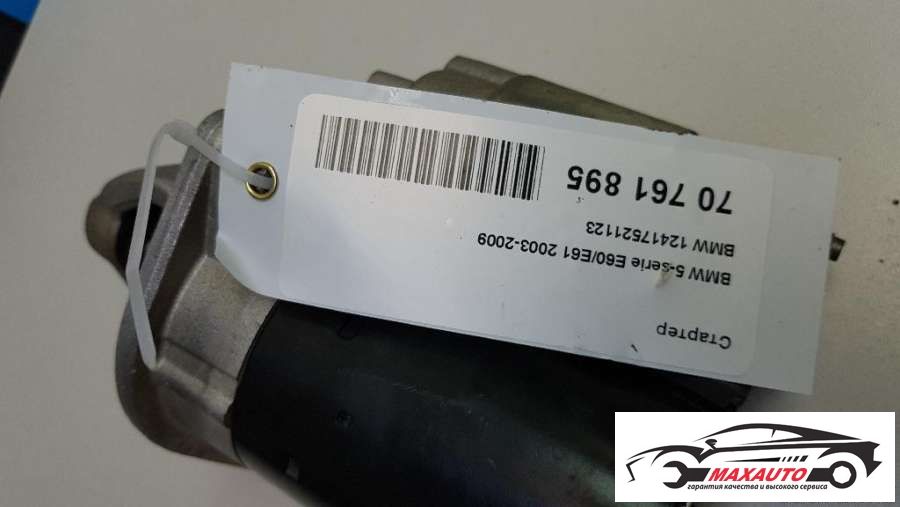 Стартер
BMW 5-serie E60/E61 2003-2009
BMW 12417521123
70 761 895
MAXAUTO
гарантия качества и высокого сервиса